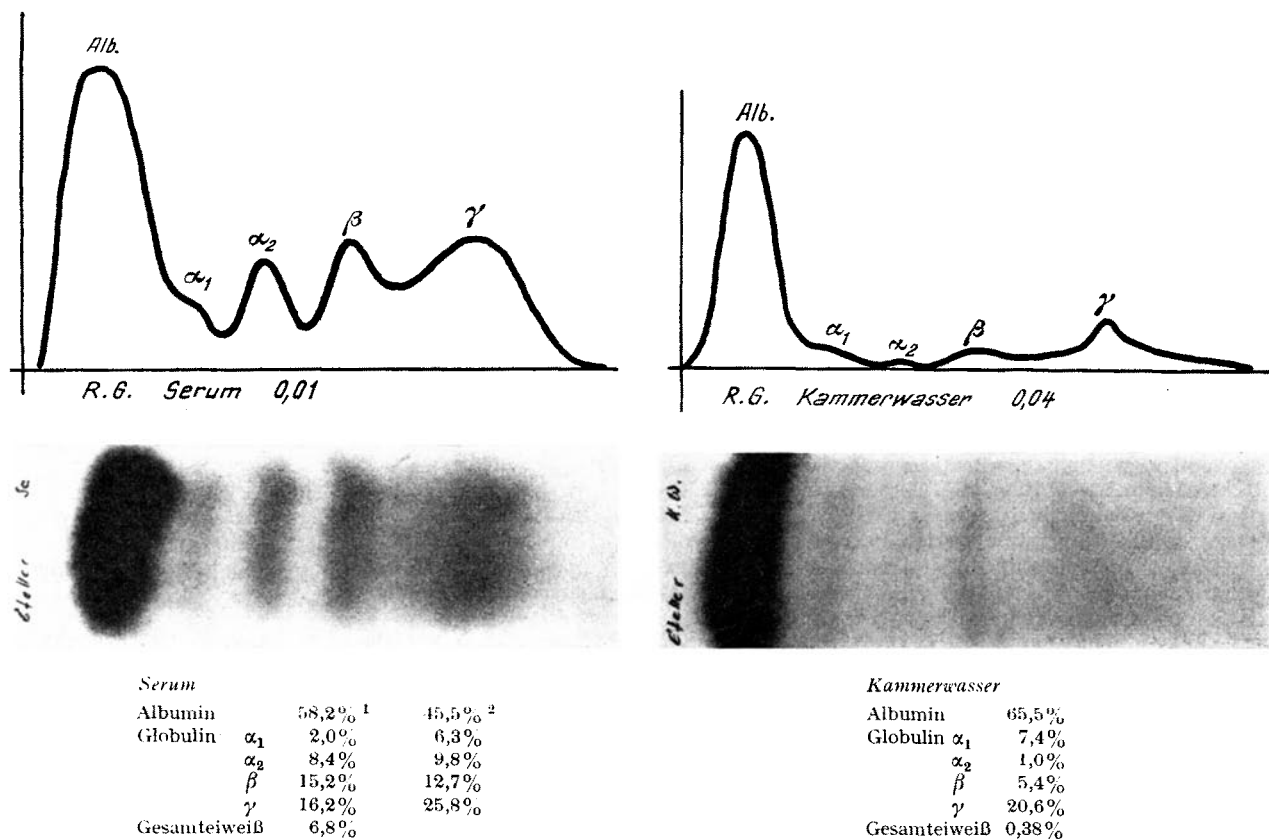 Alb.
α₁
α₂
β
γ
R.G. Serum 0,01
Alb.
α₁
α₂
β
γ
R.G. Kammerwasser 0,04
Se
K.W.
Serum
Albumin 58,2% ¹ 45,5% ²
Globulin α₁ 2,0% 6,3%
α₂ 8,4% 9,8%
β 15,2% 12,7%
γ 16,2% 25,8%
Gesamteiweiß 6,8%
Kammerwasser
Albumin 65,5%
Globulin α₁ 7,4%
α₂ 1,0%
β 5,4%
γ 20,6%
Gesamteiweiß 0,38%